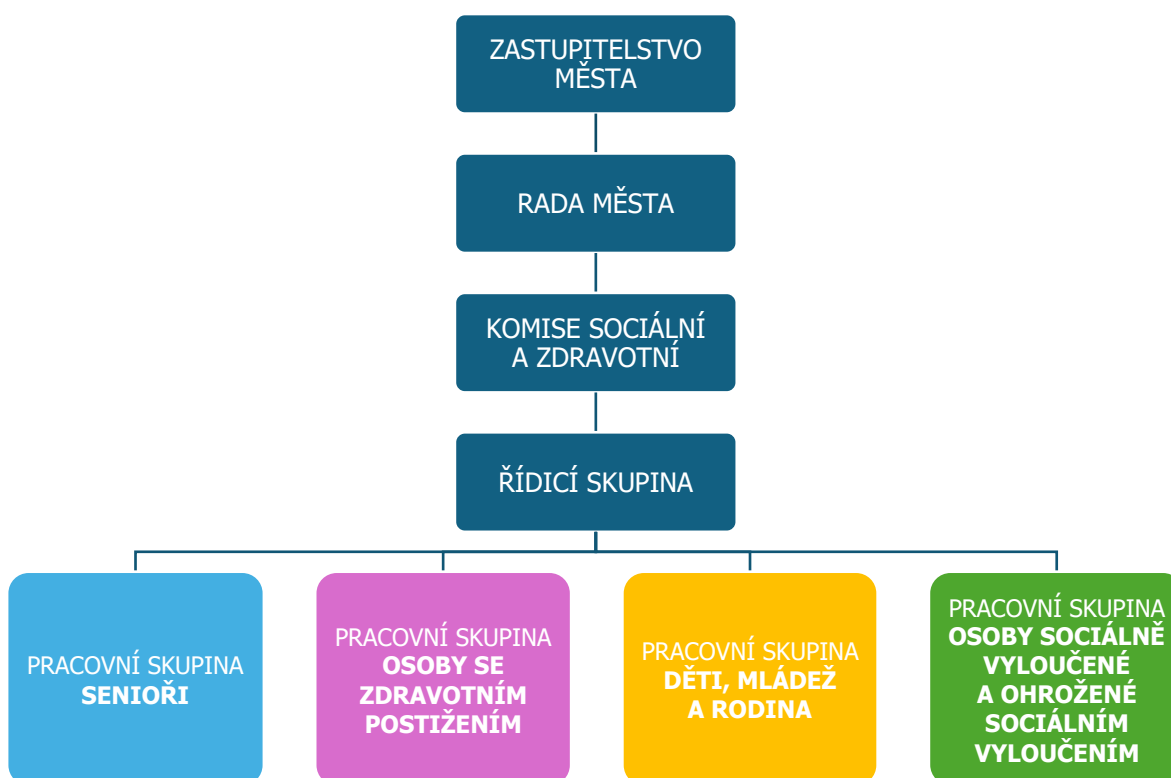 ZASTUPITELSTVO
MĚSTA
RADA MĚSTA
KOMISE SOCIÁLNÍ
A ZDRAVOTNÍ
ŘÍDICÍ SKUPINA
PRACOVNÍ SKUPINA
SENIOŘI
PRACOVNÍ SKUPINA
OSOBY SE
ZDRAVOTNÍM
POSTIŽENÍM
PRACOVNÍ SKUPINA
DĚTI, MLÁDEŽ
A RODINA
PRACOVNÍ SKUPINA
OSOBY SOCIÁLNĚ
VYLOUČENÉ
A OHROŽENÉ
SOCIÁLNÍM
VYLOUČENÍM